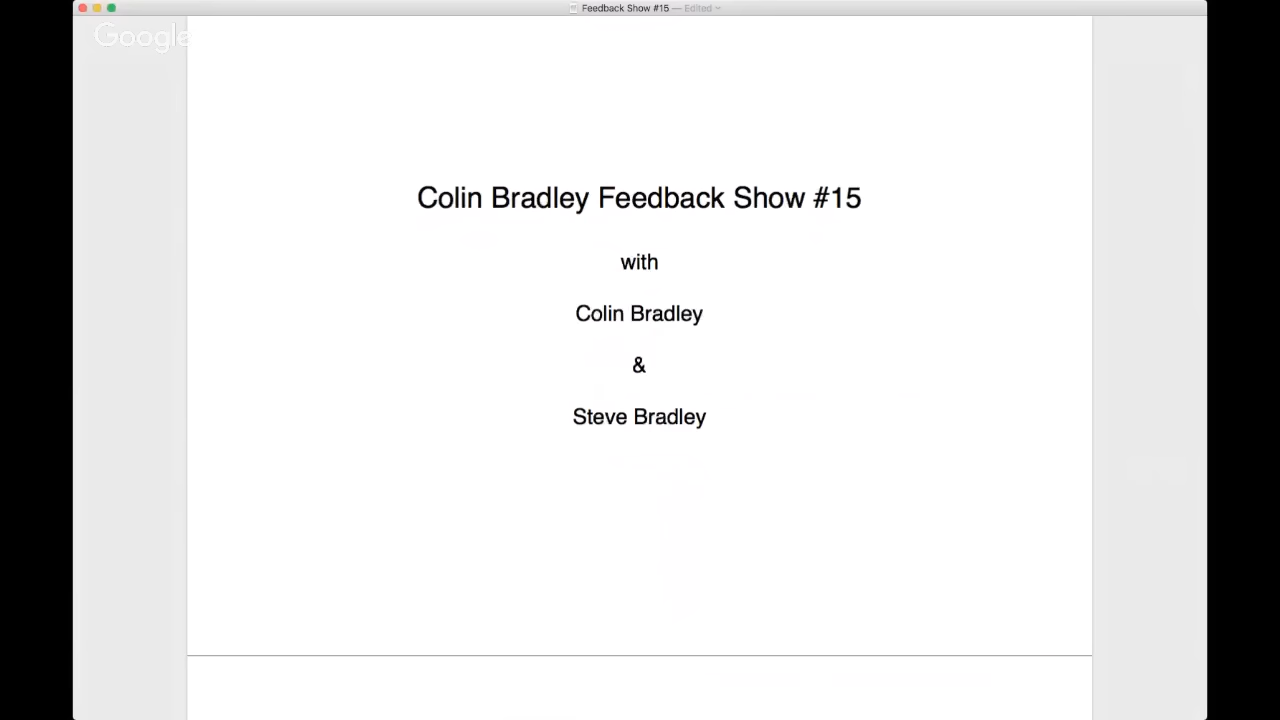 Feedback Show #15 — Edited
Google
Colin Bradley Feedback Show #15
with
Colin Bradley
&
Steve Bradley